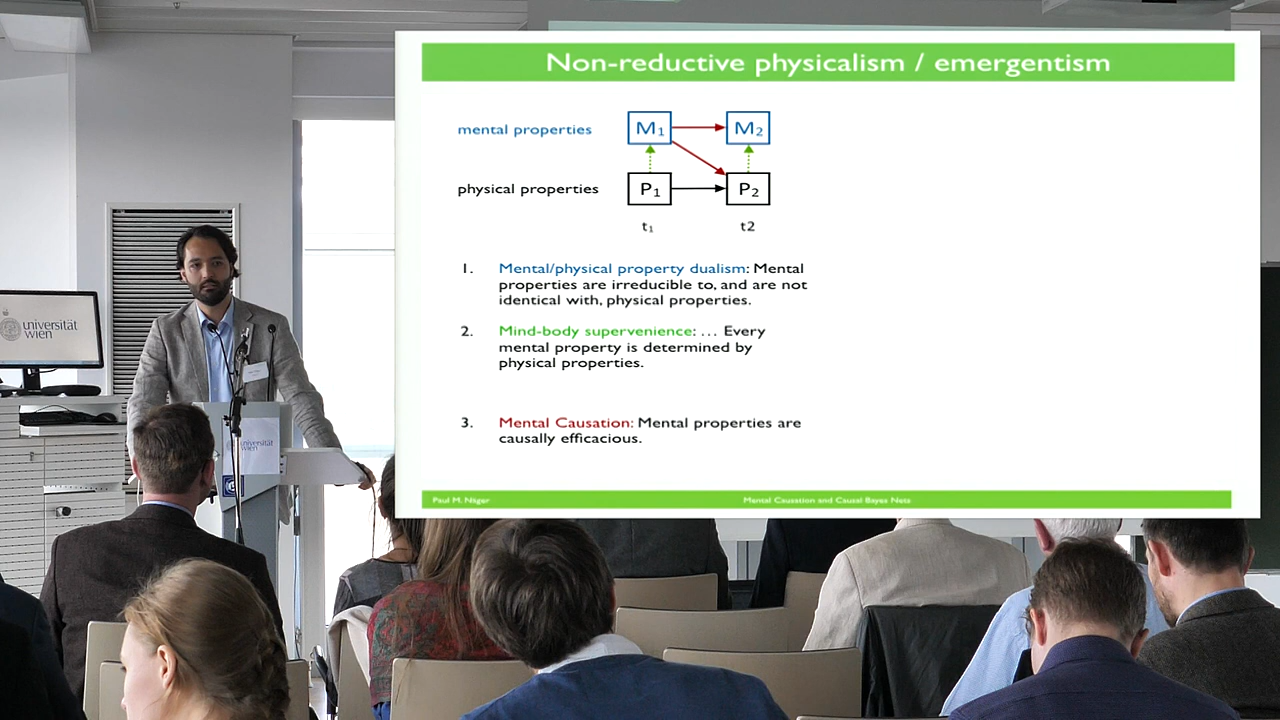 Non-reductive physicalism / emergentism
mental properties
M₁
M₂
physical properties
P₁
P₂
t₁
t2
1. Mental/physical property dualism: Mental
properties are irreducible to, and are not
identical with, physical properties.
2. Mind-body supervenience: … Every
mental property is determined by
physical properties.
3. Mental Causation: Mental properties are
causally efficacious.
Paul M. Näger
Mental Causation and Causal Bayes Nets
universität
wien
universität
wien